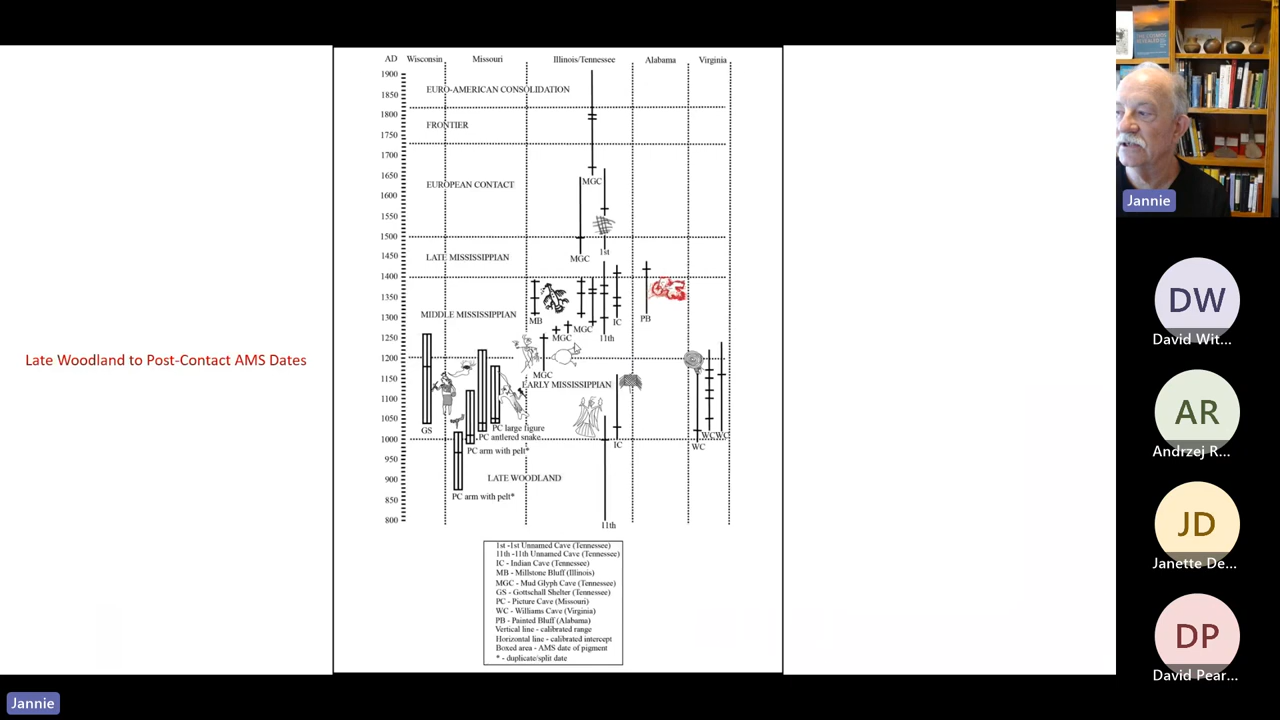 AD Wisconsin Missouri Illinois/Tennessee Alabama Virginia
1900
EURO-AMERICAN CONSOLIDATION
1850
1800
FRONTIER
1750
1700
1650
MGC
EUROPEAN CONTACT
1600
1550
1500
1st
LATE MISSISSIPPIAN
1450
MGC
1400
1350
MIDDLE MISSISSIPPIAN
1300
MB
MGC
IC
PB
1250
MGC
11th
1200
MGC
1150
EARLY MISSISSIPPIAN
1100
1050
GS
PC large figure
WC
WC
PC antlered snake
1000
IC
WC
PC arm with pelt*
950
900
LATE WOODLAND
PC arm with pelt*
850
800
11th
Late Woodland to Post-Contact AMS Dates
1st -1st Unnamed Cave (Tennessee)
11th -11th Unnamed Cave (Tennessee)
IC - Indian Cave (Tennessee)
MB - Millstone Bluff (Illinois)
MGC - Mud Glyph Cave (Tennessee)
GS - Gottschall Shelter (Tennessee)
PC - Picture Cave (Missouri)
WC - Williams Cave (Virginia)
PB - Painted Bluff (Alabama)
Vertical line - calibrated range
Horizontal line - calibrated intercept
Boxed area - AMS date of pigment
* - duplicate/split date
Jannie
DW
David Wit...
AR
Andrzej R...
JD
Janette De...
DP
David Pear...
Jannie